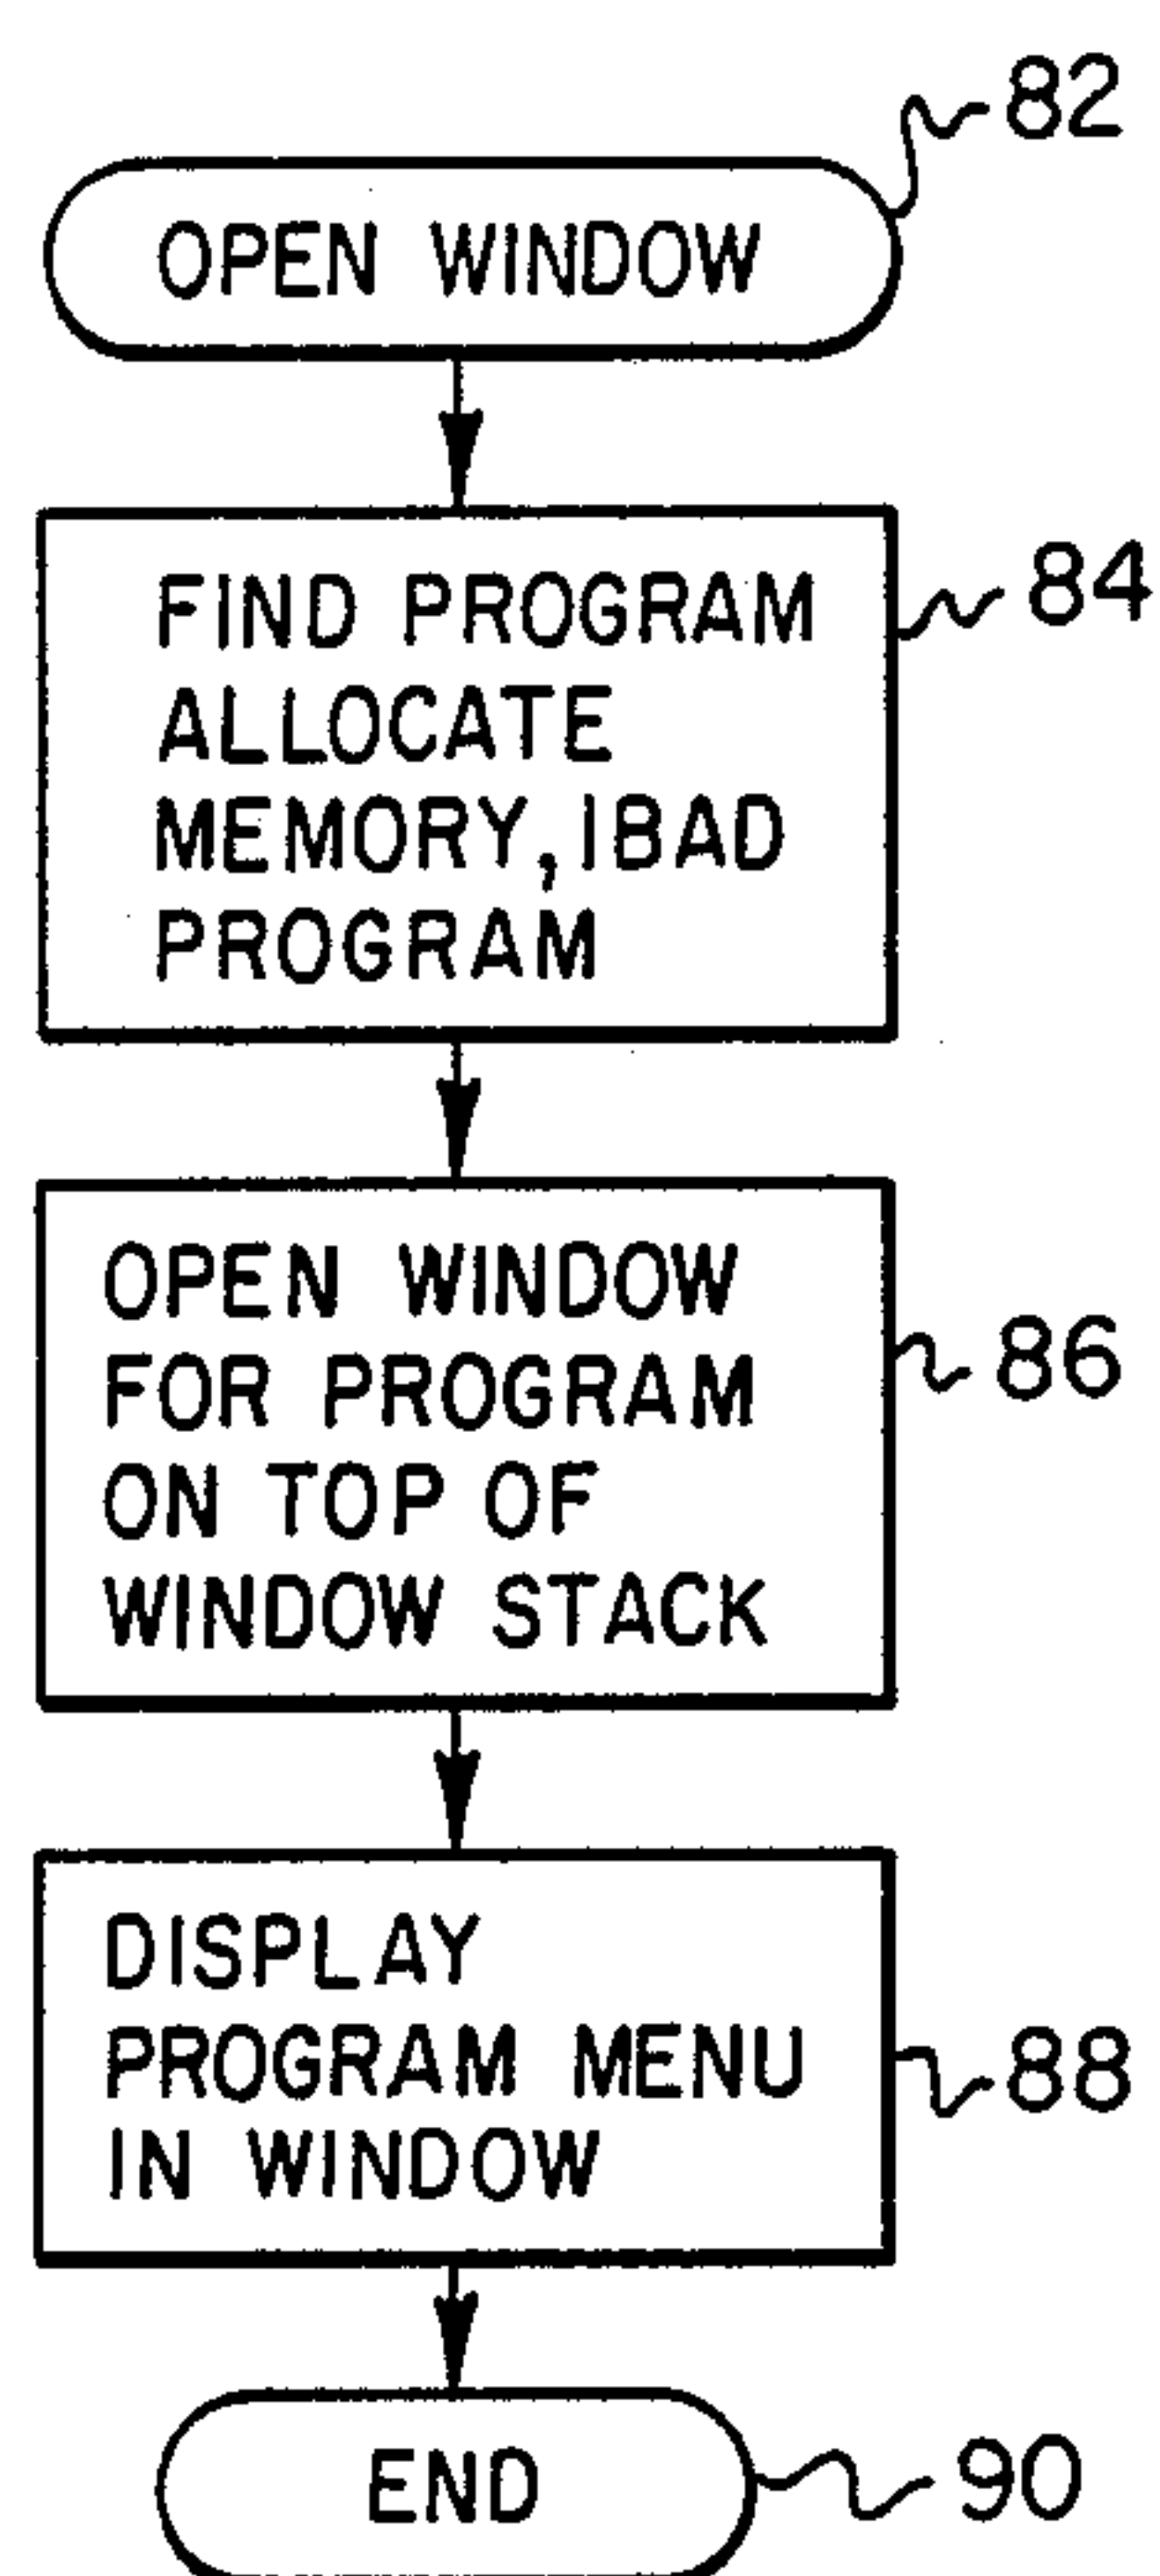 82
OPEN WINDOW
FIND PROGRAM
84
ALLOCATE
MEMORY, IBAD
PROGRAM
OPEN WINDOW
FOR PROGRAM
86
ON TOP OF
WINDOW STACK
DISPLAY
PROGRAM MENU
88
IN WINDOW
END
90